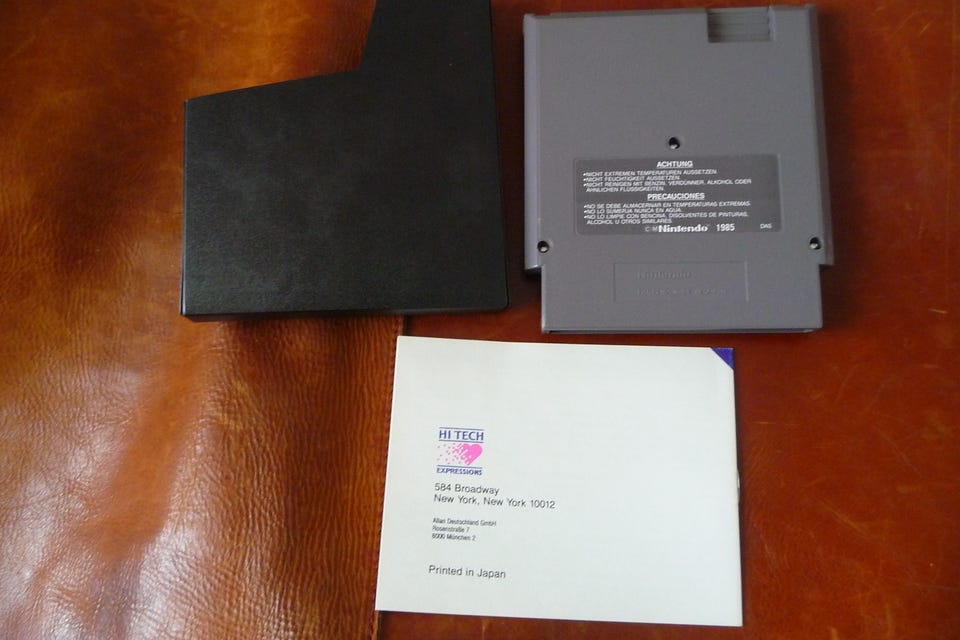 ACHTUNG
•NICHT EXTREMEN TEMPERATUREN AUSSETZEN.
•NICHT FEUCHTIGKEIT AUSSETZEN.
•NICHT REINIGEN MIT BENZIN, VERDÜNNER, ALKOHOL ODER
ÄHNLICHEN FLÜSSIGKEITEN.
PRECAUCIONES
•NO SE DEBE ALMACERNAR EN TEMPERATURAS EXTREMAS.
•NO LO SUMERJA NUNCA EN AGUA.
•NO LO LIMPIE CON BENCINA, DISOLVENTES DE PINTURAS,
ALCOHOL U OTROS SIMILARES.
Nintendo 1985 DAS
Nintendo
HI TECH
EXPRESSIONS
584 Broadway
New York, New York 10012
Allan Deutschland GmbH
Rosenstraße 7
8000 München 2
Printed in Japan